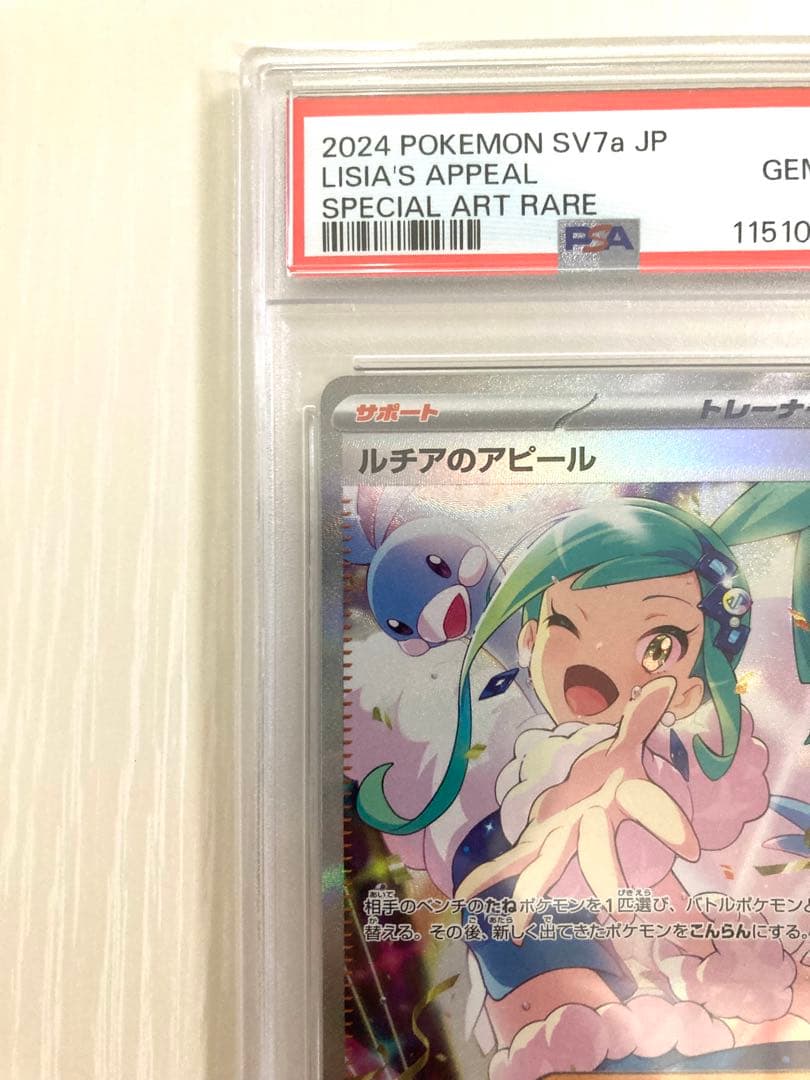 2024 POKEMON SV7a JP
LISIA'S APPEAL
GEM
SPECIAL ART RARE
PSA
11510
サポート
トレーナ
ルチアのアピール
相手のベンチのたねポケモンを1匹選び、バトルポケモンと
替える。その後、新しく出てきたポケモンをこんらんにする。